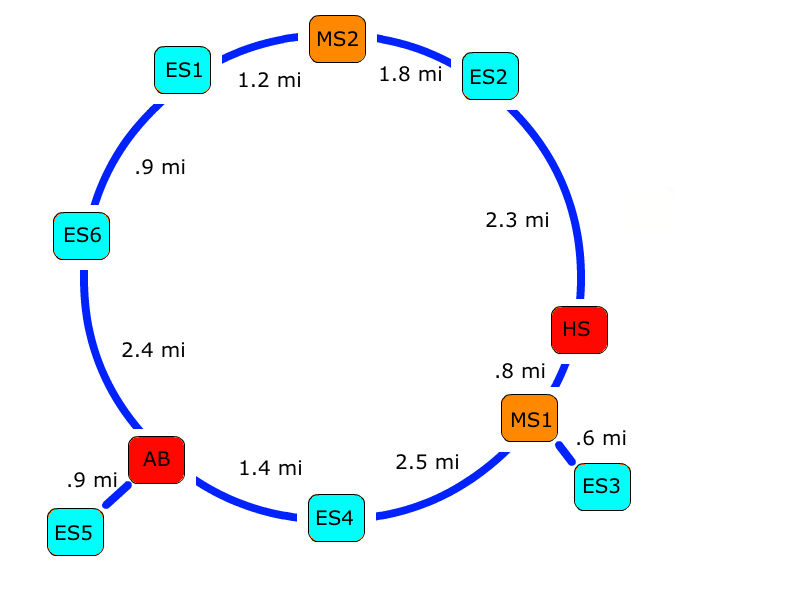 MS2
ES1
ES2
1.2 mi
1.8 mi
.9 mi
2.3 mi
ES6
HS
2.4 mi
.8 mi
MS1
.6 mi
AB
1.4 mi
2.5 mi
.9 mi
ES3
ES4
ES5